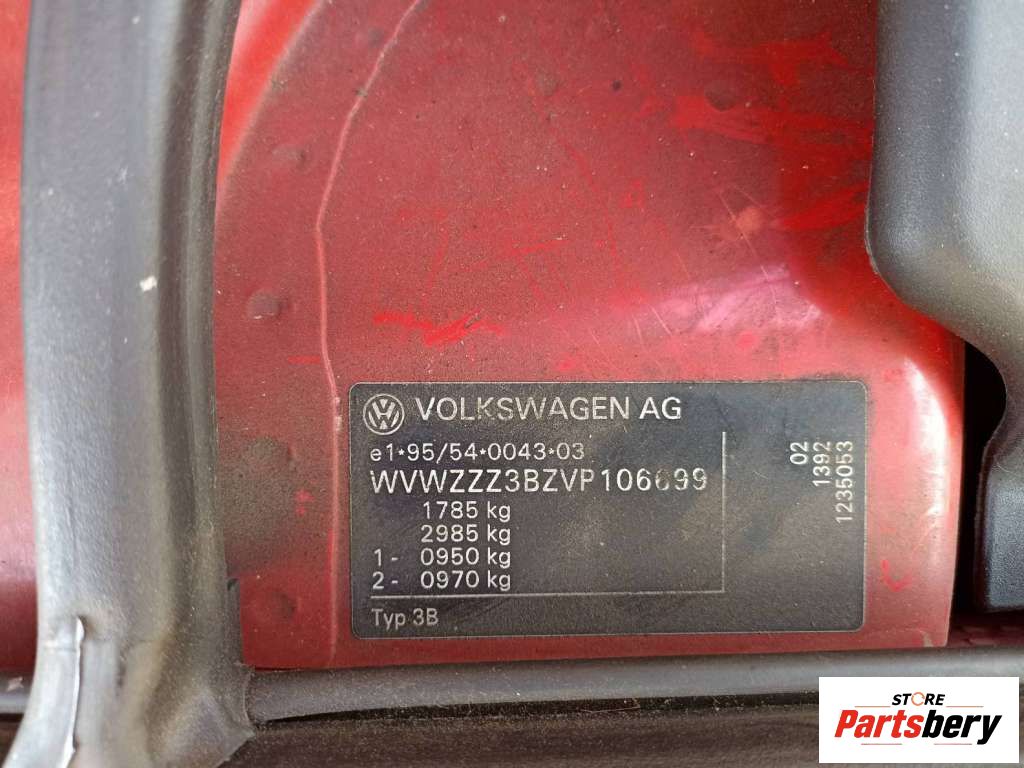 VOLKSWAGEN AG
e1*95/54*0043*03
WVWZZZ3BZVP106699
1785 kg
2985 kg
1- 0950 kg
2- 0970 kg
Typ 3B
02
1392
1235053
STORE
Partsbery